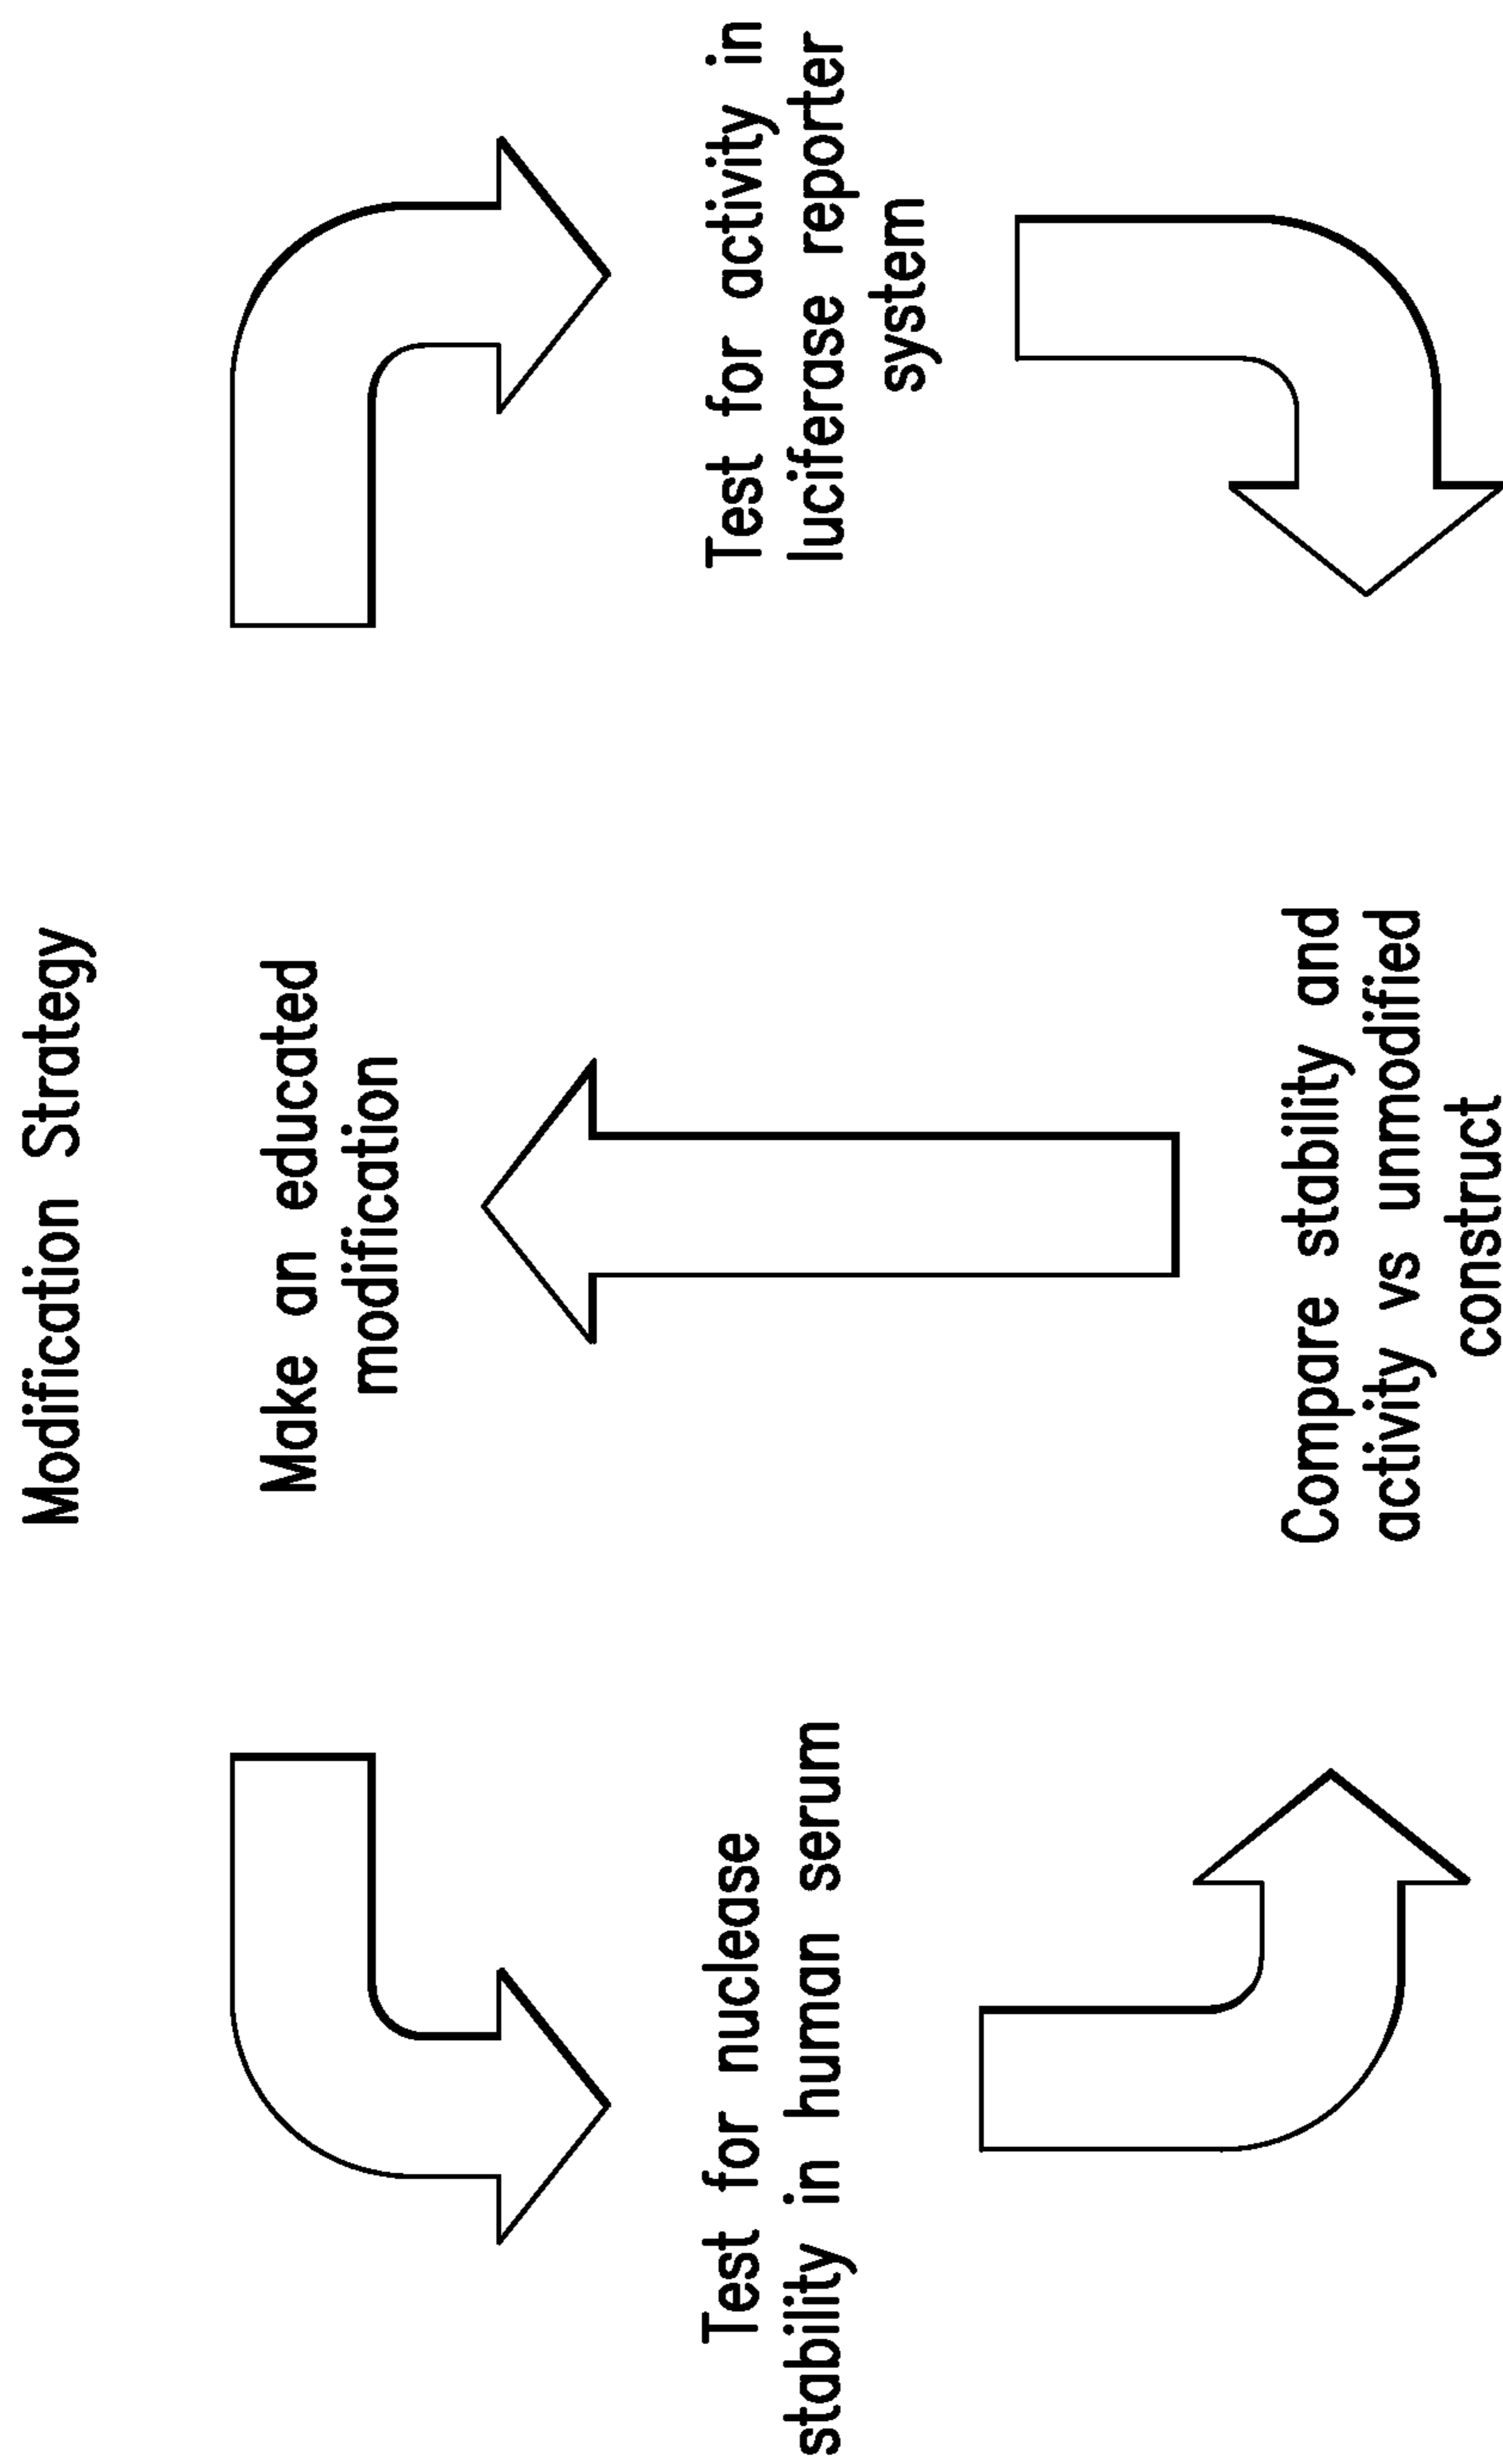 Modification Strategy
Make an educated
modification
Test for nuclease
stability in human serum
Test for activity in
luciferase reporter
system
Compare stability and
activity vs unmodified
construct